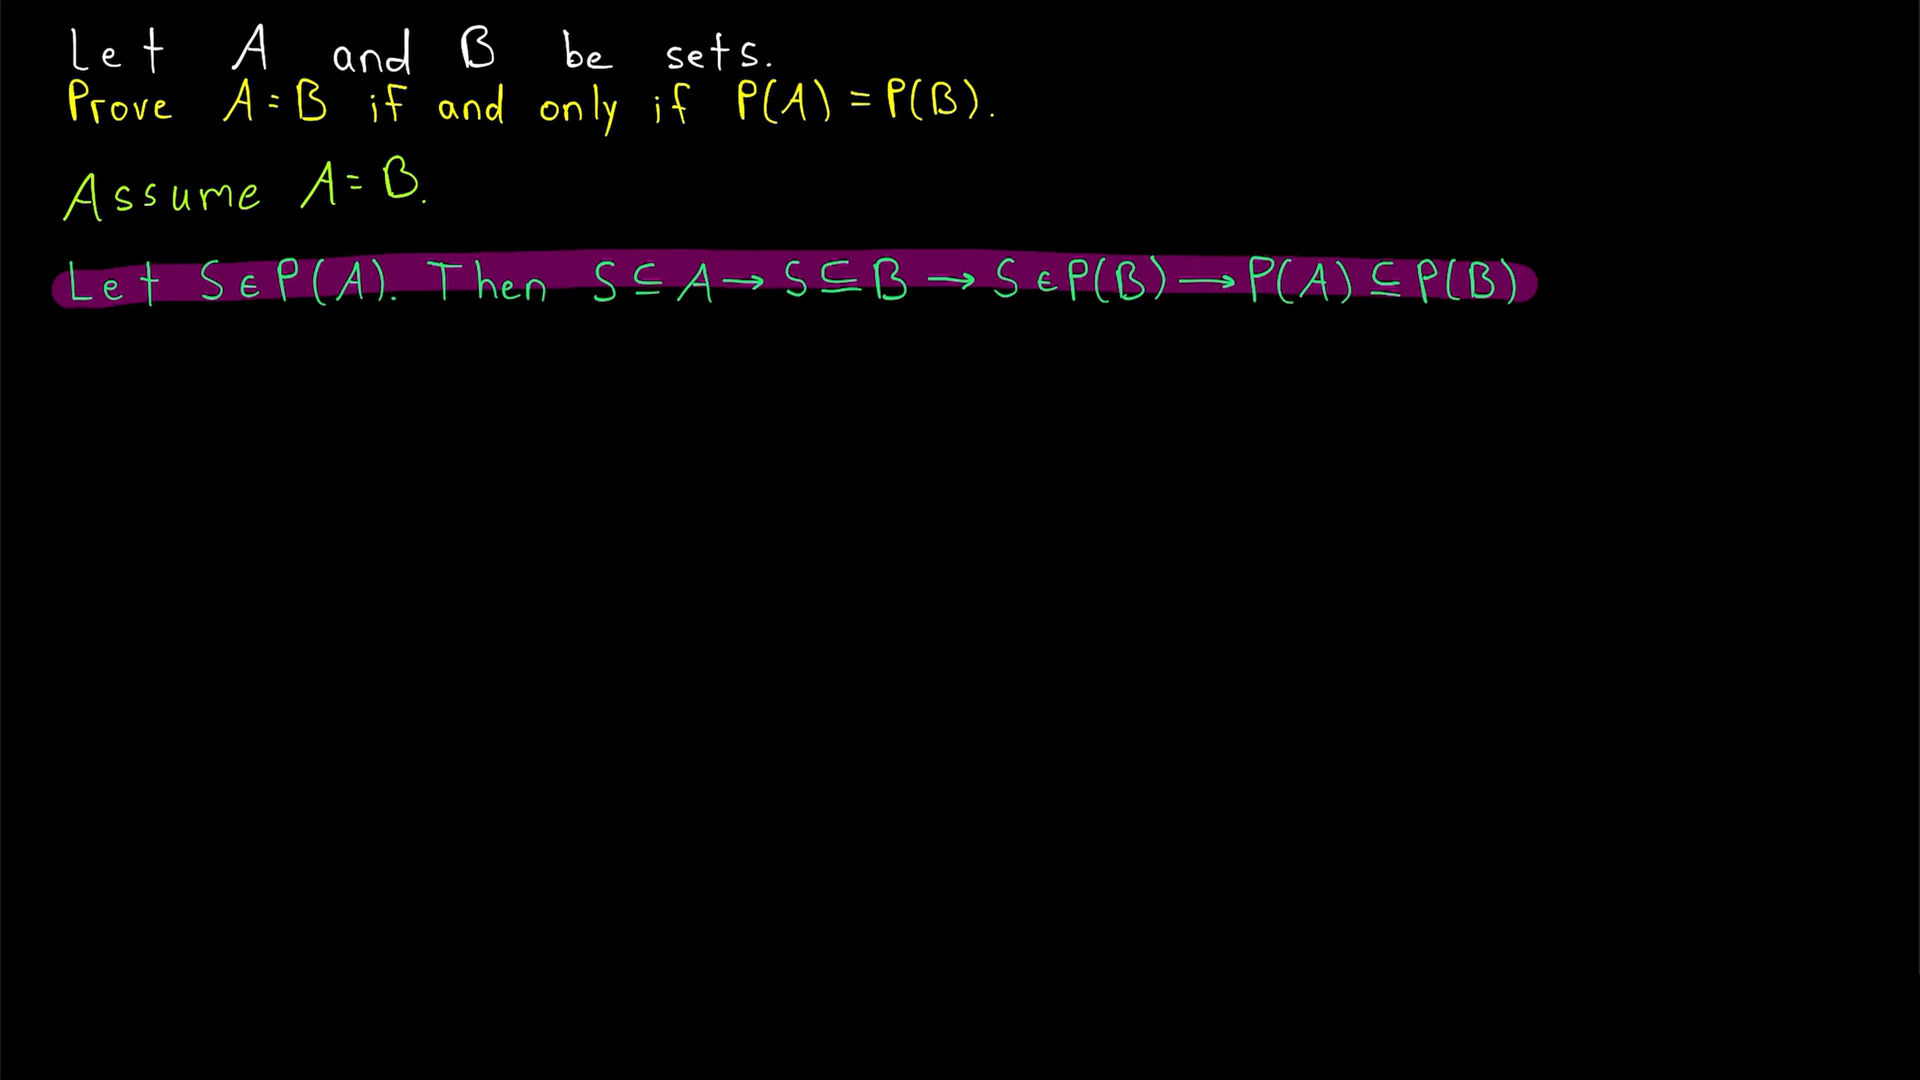 Let A and B be sets.
Prove A=B if and only if P(A) = P(B).
Assume A=B.
Let S∈P(A). Then S⊆A→S⊆B→S∈P(B)→P(A)⊆P(B)